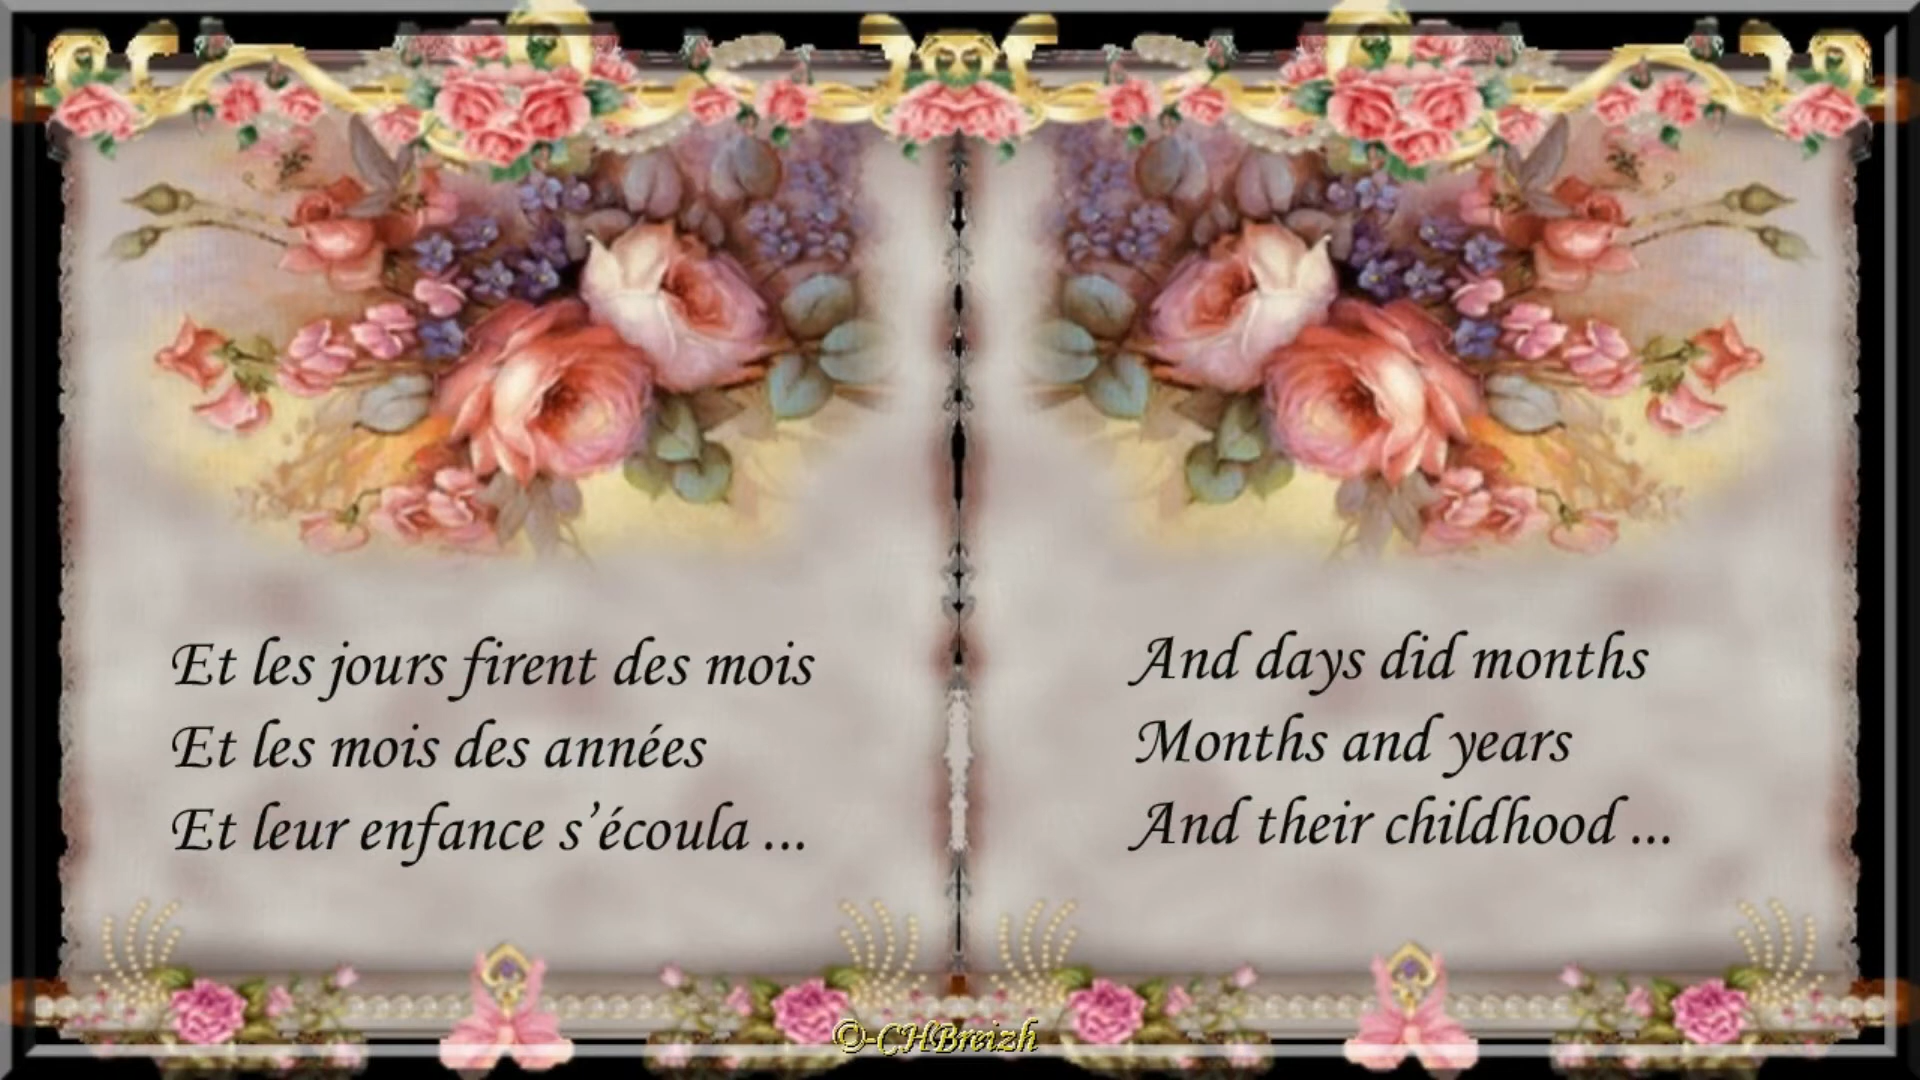 Et les jours firent des mois
Et les mois des années
Et leur enfance s’écoula ...
And days did months
Months and years
And their childhood ...
©-CHBreizh